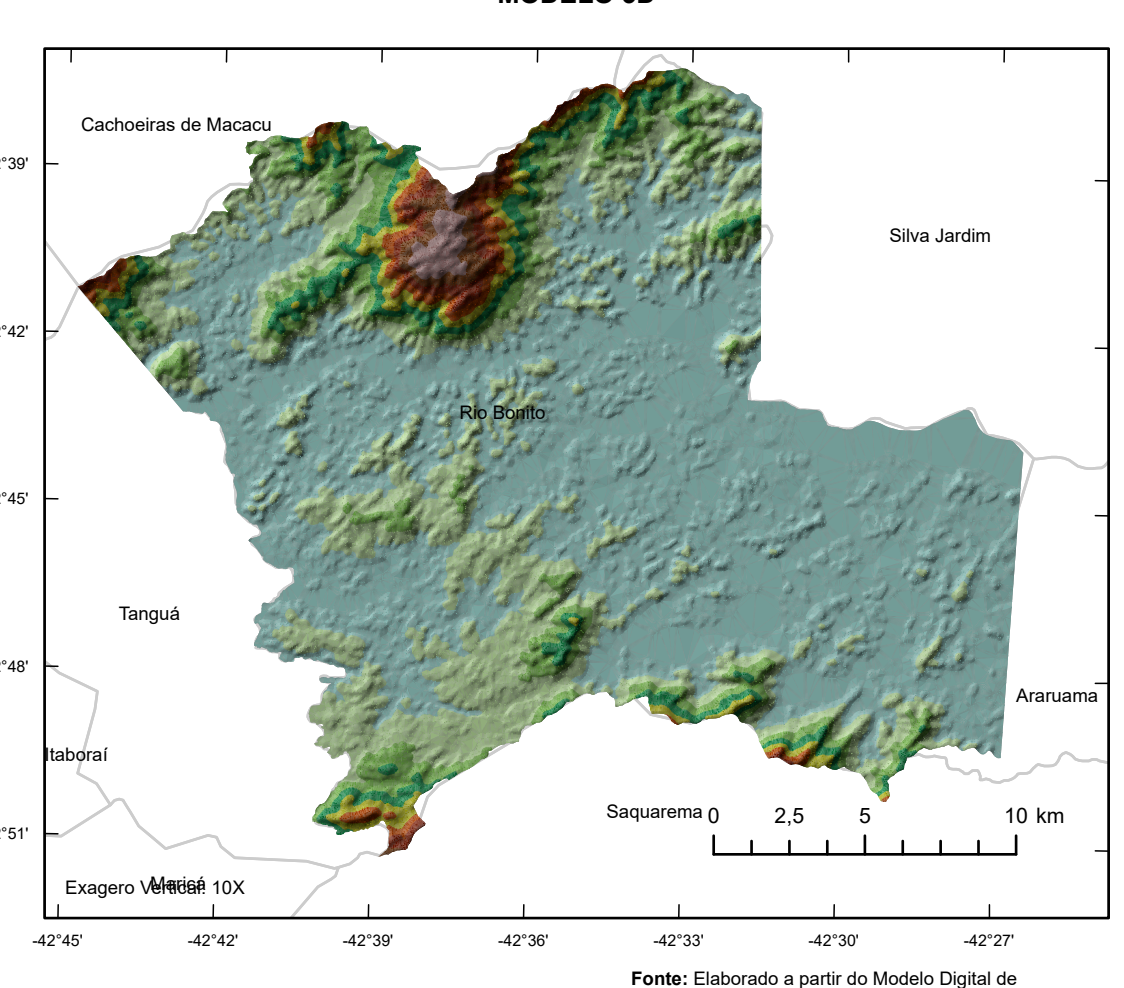 Cachoeiras de Macacu
39'
Silva Jardim
42'
Rio Bonito
45'
Tanguá
48'
Araruama
Itaboraí
Saquarema
0 2,5 5 10 km
51'
Maricá
Exagero Vertical: 10X
-42°45' -42°42' -42°39' -42°36' -42°33' -42°30' -42°27'
Fonte: Elaborado a partir do Modelo Digital de